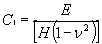 C₁ = E / [H(1 − ν²)]